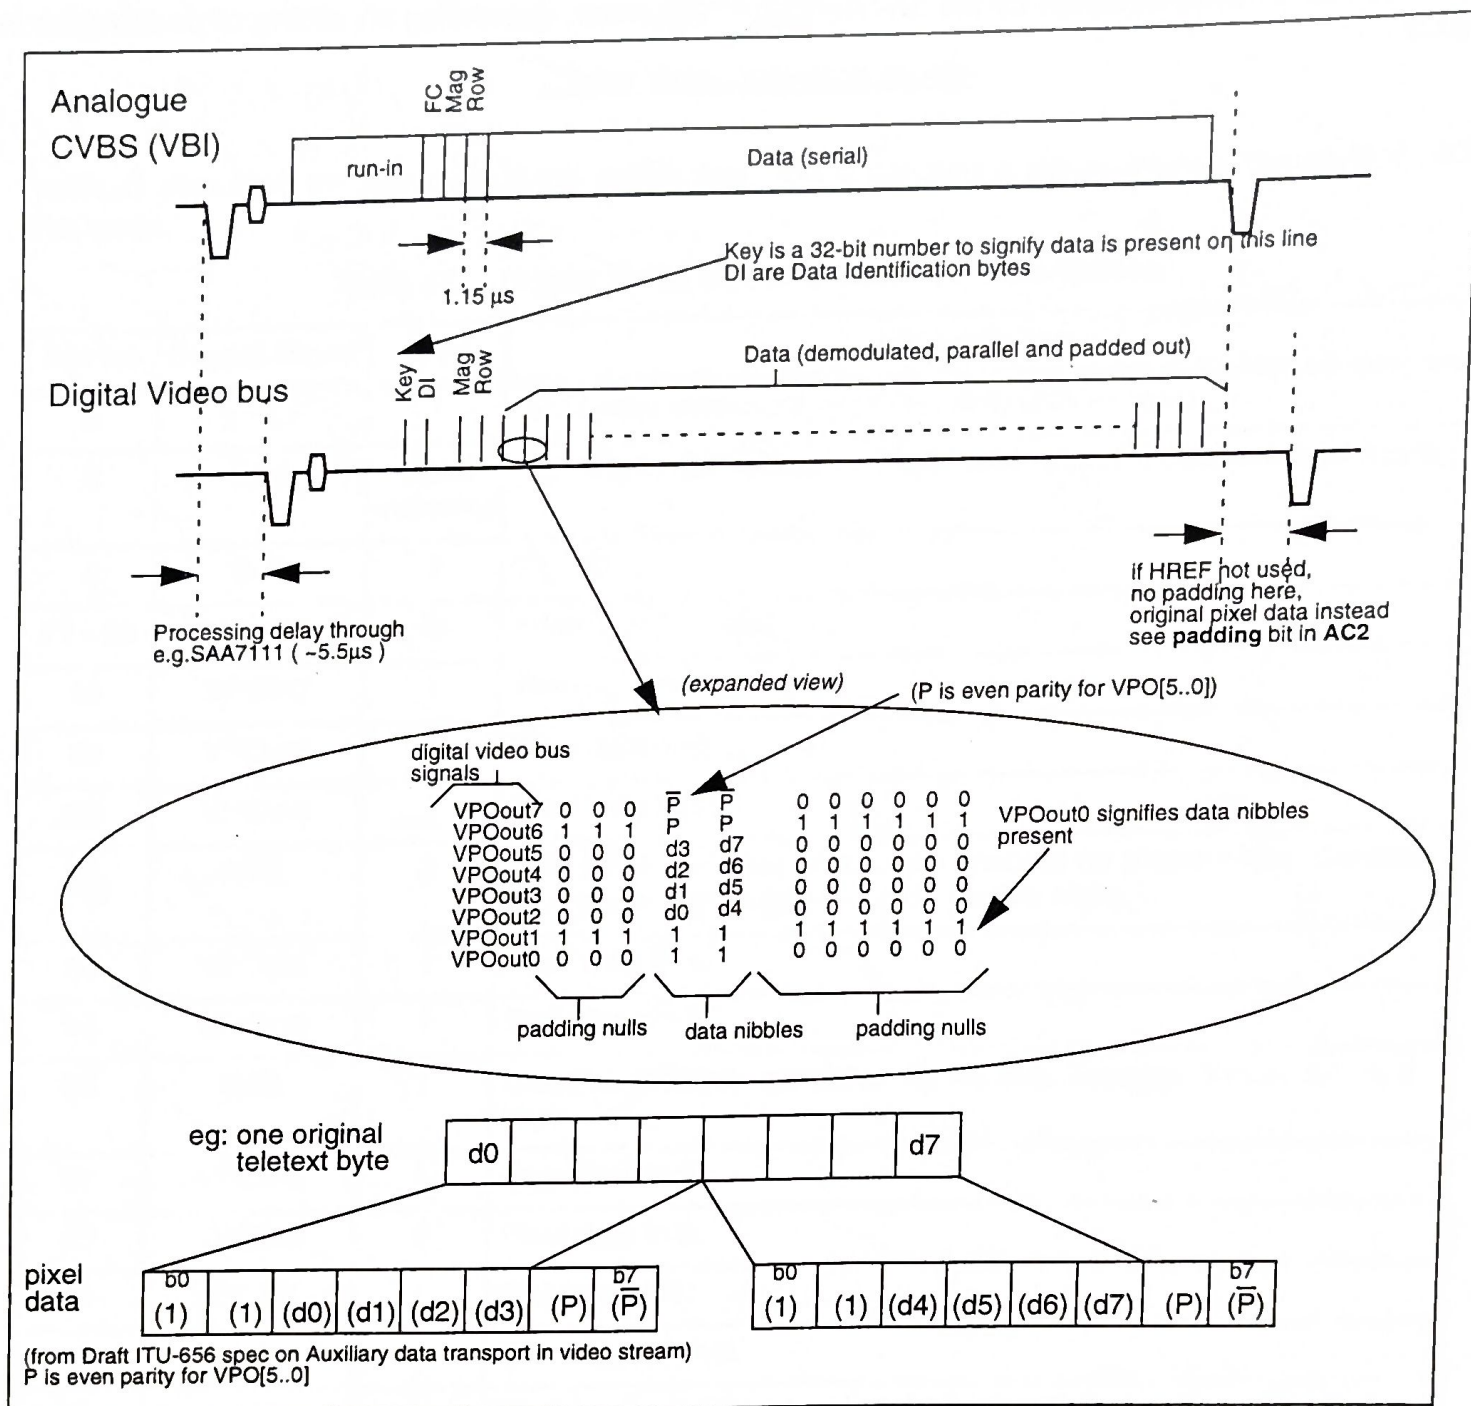 Analogue
CVBS (VBI)
FC
Mag
Row
run-in
Data (serial)
1.15 µs
Key is a 32-bit number to signify data is present on this line
DI are Data Identification bytes
Data (demodulated, parallel and padded out)
Digital Video bus
Key
DI
Mag
Row
Processing delay through
e.g.SAA7111 ( ~5.5µs )
if HREF not used,
no padding here,
original pixel data instead
see padding bit in AC2
(expanded view)
(P is even parity for VPO[5..0])
digital video bus
signals
VPOout7 0 0 0 P̅ P̅ 0 0 0 0 0 0
VPOout6 1 1 1 P P 1 1 1 1 1 1
VPOout5 0 0 0 d3 d7 0 0 0 0 0 0
VPOout4 0 0 0 d2 d6 0 0 0 0 0 0
VPOout3 0 0 0 d1 d5 0 0 0 0 0 0
VPOout2 0 0 0 d0 d4 0 0 0 0 0 0
VPOout1 1 1 1 1 1 1 1 1 1 1 1
VPOout0 0 0 0 1 1 0 0 0 0 0 0
VPOout0 signifies data nibbles
present
padding nulls data nibbles padding nulls
eg: one original
teletext byte
d0 d7
pixel
data
b0 b7 b0 b7
(1) (1) (d0) (d1) (d2) (d3) (P) (P̅) (1) (1) (d4) (d5) (d6) (d7) (P) (P̅)
(from Draft ITU-656 spec on Auxiliary data transport in video stream)
P is even parity for VPO[5..0]